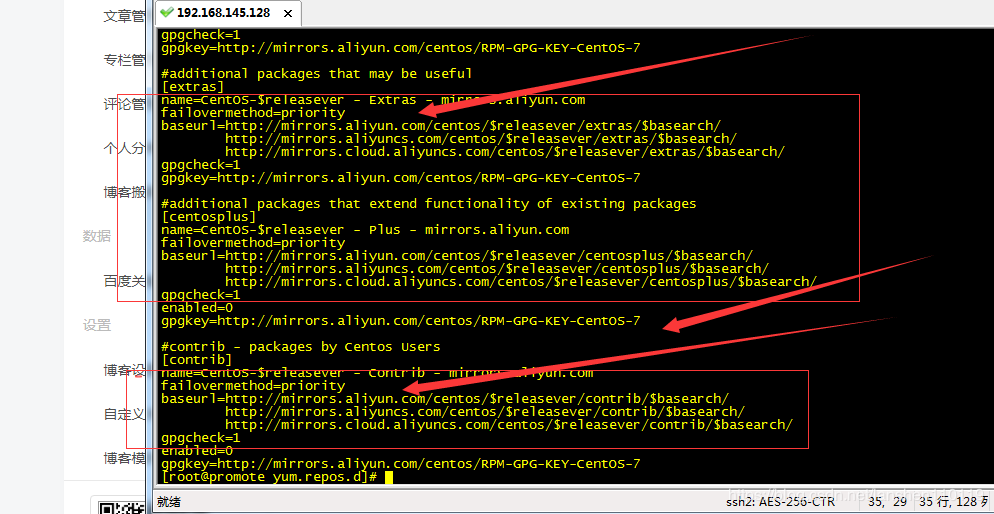 文章管
专栏管
评论管
个人分
博客搬
数据
百度关
设置
博客设
自定义
博客模
192.168.145.128 ×
gpgcheck=1
gpgkey=http://mirrors.aliyun.com/centos/RPM-GPG-KEY-CentOS-7
#additional packages that may be useful
[extras]
name=CentOS-$releasever - Extras - mirrors.aliyun.com
failovermethod=priority
baseurl=http://mirrors.aliyun.com/centos/$releasever/extras/$basearch/
http://mirrors.aliyuncs.com/centos/$releasever/extras/$basearch/
http://mirrors.cloud.aliyuncs.com/centos/$releasever/extras/$basearch/
gpgcheck=1
gpgkey=http://mirrors.aliyun.com/centos/RPM-GPG-KEY-CentOS-7
#additional packages that extend functionality of existing packages
[centosplus]
name=CentOS-$releasever - Plus - mirrors.aliyun.com
failovermethod=priority
baseurl=http://mirrors.aliyun.com/centos/$releasever/centosplus/$basearch/
http://mirrors.aliyuncs.com/centos/$releasever/centosplus/$basearch/
http://mirrors.cloud.aliyuncs.com/centos/$releasever/centosplus/$basearch/
gpgcheck=1
enabled=0
gpgkey=http://mirrors.aliyun.com/centos/RPM-GPG-KEY-CentOS-7
#contrib - packages by Centos Users
[contrib]
name=CentOS-$releasever - Contrib - mirrors.aliyun.com
failovermethod=priority
baseurl=http://mirrors.aliyun.com/centos/$releasever/contrib/$basearch/
http://mirrors.aliyuncs.com/centos/$releasever/contrib/$basearch/
http://mirrors.cloud.aliyuncs.com/centos/$releasever/contrib/$basearch/
gpgcheck=1
enabled=0
gpgkey=http://mirrors.aliyun.com/centos/RPM-GPG-KEY-CentOS-7
[root@promote yum.repos.d]#
就绪 ssh2: AES-256-CTR 35, 29 35 行, 128 列